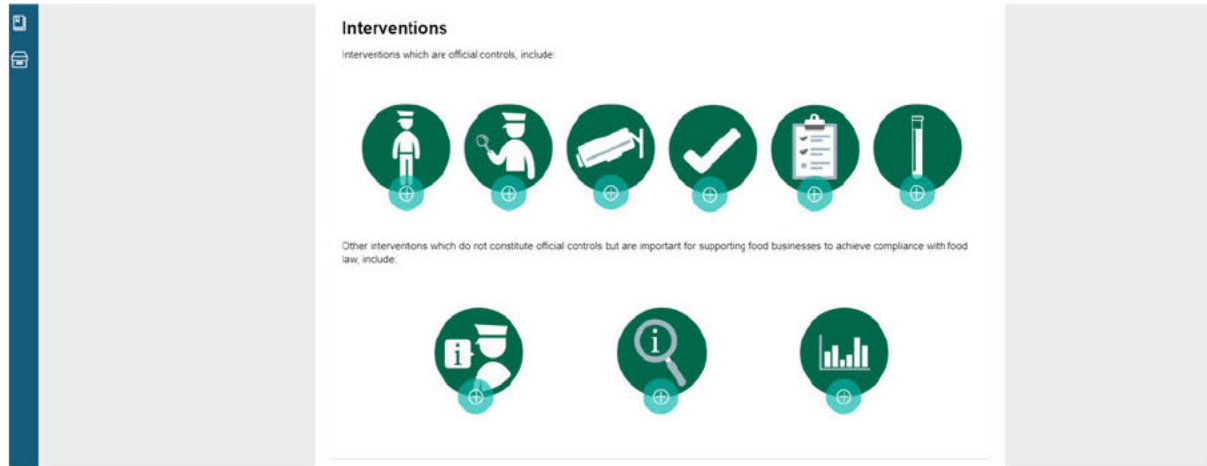 Interventions
Interventions which are official controls, include:
Other interventions which do not constitute official controls but are important for supporting food businesses to achieve compliance with food
law, include:
i
i